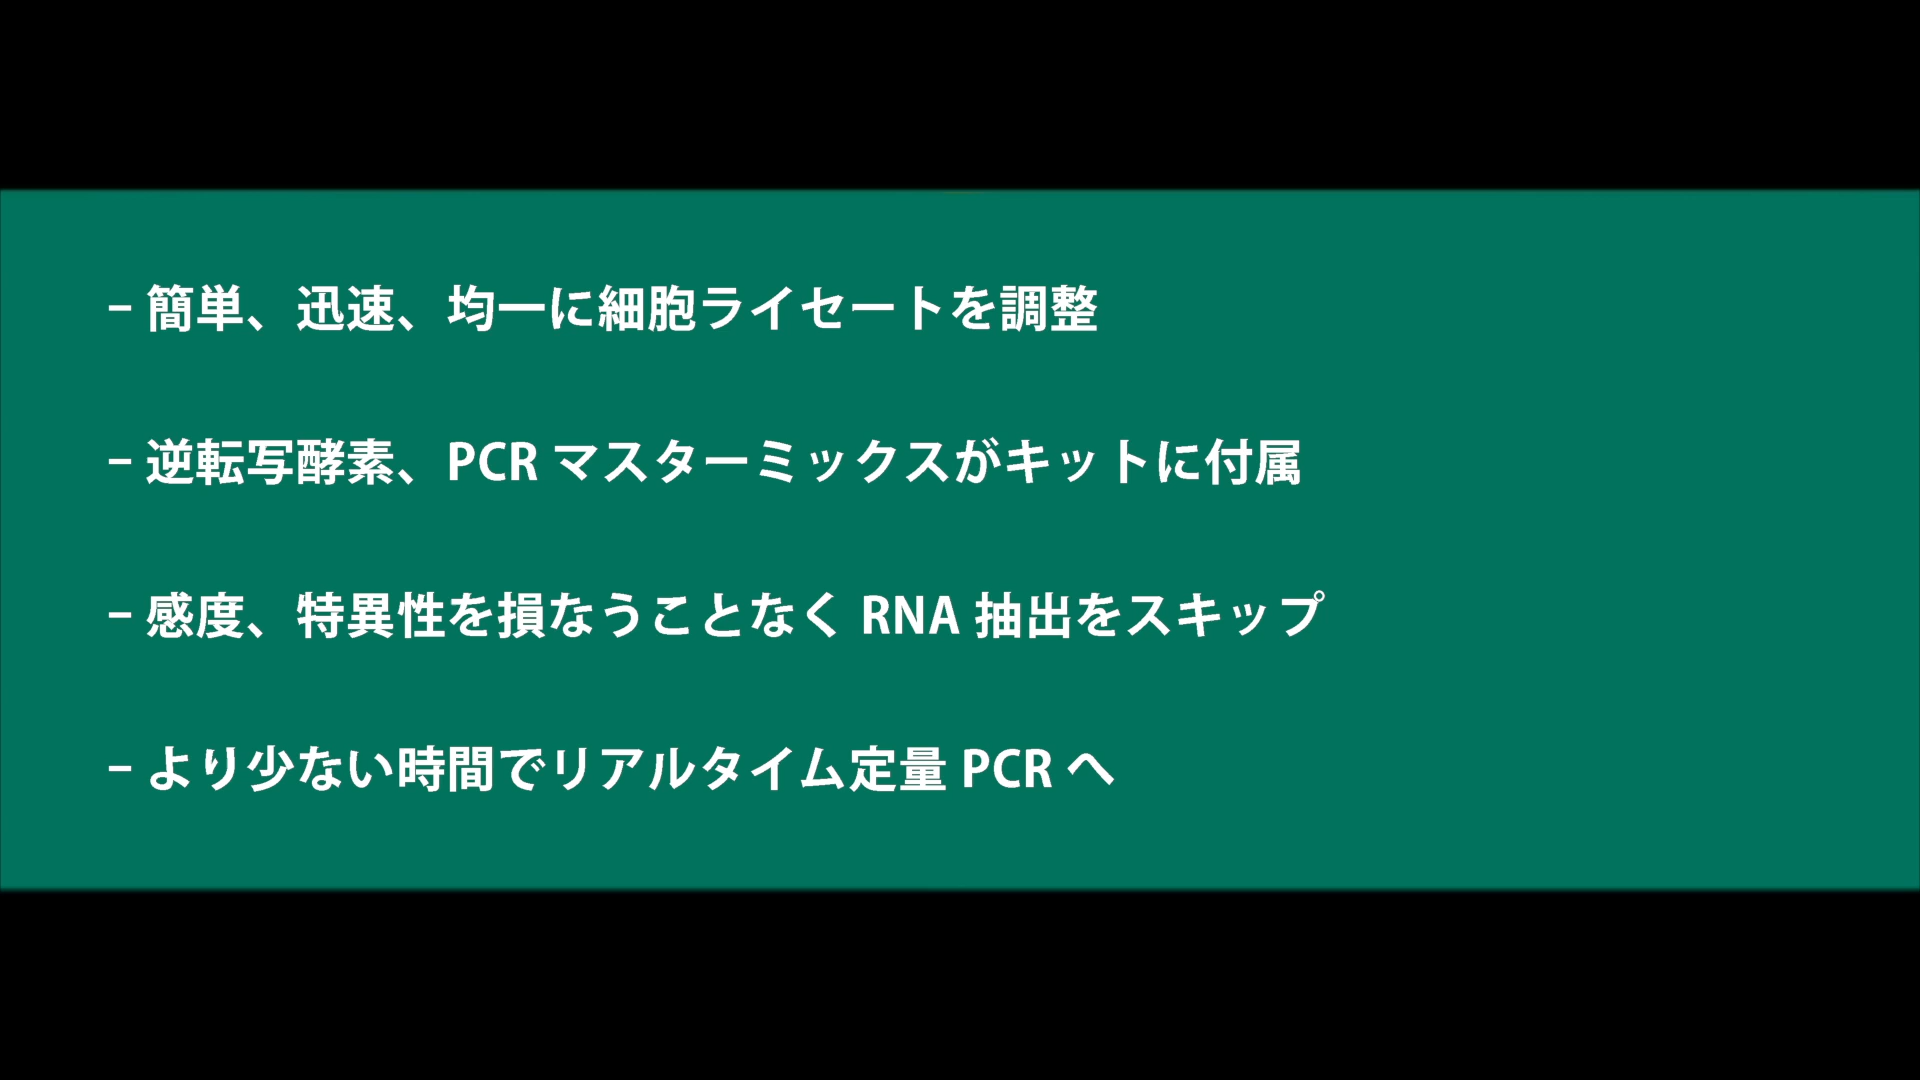 – 簡単、迅速、均一に細胞ライセートを調整
– 逆転写酵素、PCR マスターミックスがキットに付属
– 感度、特異性を損なうことなく RNA 抽出をスキップ
– より少ない時間でリアルタイム定量 PCR へ